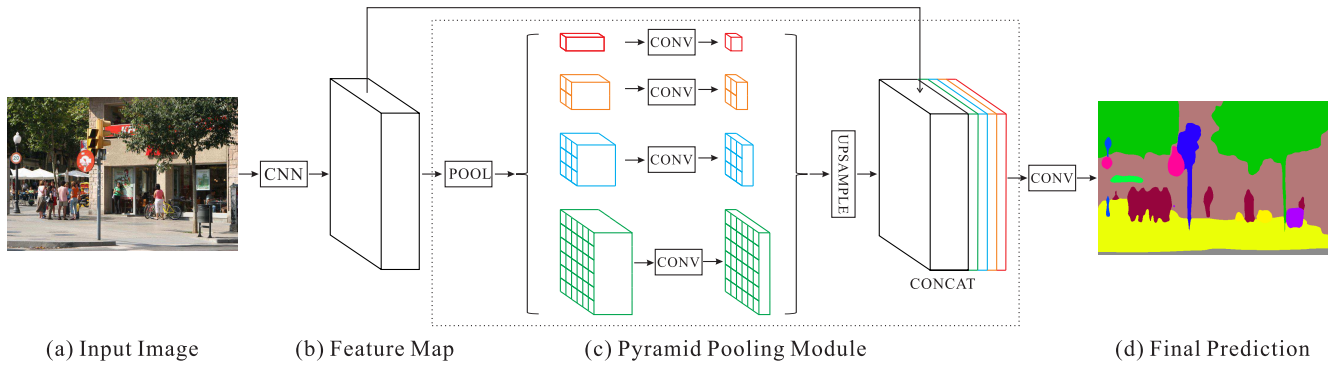 CONV
CONV
CNN
POOL
CONV
UPSAMPLE
CONV
CONV
CONCAT
(a) Input Image
(b) Feature Map
(c) Pyramid Pooling Module
(d) Final Prediction